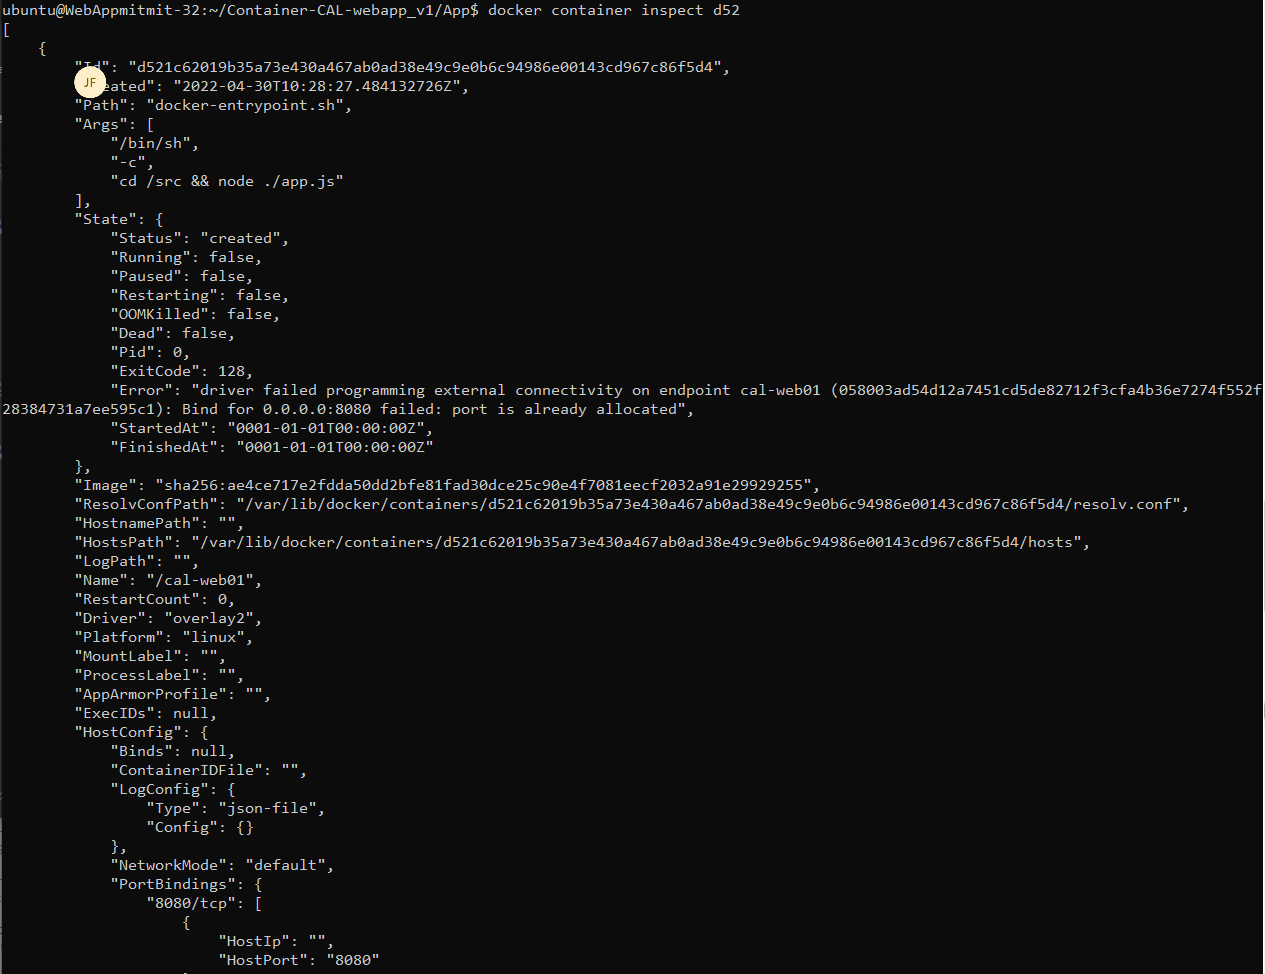 ubuntu@WebAppmitmit-32:~/Container-CAL-webapp_v1/App$ docker container inspect d52
[
    {
        "Id": "d521c62019b35a73e430a467ab0ad38e49c9e0b6c94986e00143cd967c86f5d4",
JF
eated": "2022-04-30T10:28:27.484132726Z",
        "Path": "docker-entrypoint.sh",
        "Args": [
            "/bin/sh",
            "-c",
            "cd /src && node ./app.js"
        ],
        "State": {
            "Status": "created",
            "Running": false,
            "Paused": false,
            "Restarting": false,
            "OOMKilled": false,
            "Dead": false,
            "Pid": 0,
            "ExitCode": 128,
            "Error": "driver failed programming external connectivity on endpoint cal-web01 (058003ad54d12a7451cd5de82712f3cfa4b36e7274f552f
28384731a7ee595c1): Bind for 0.0.0.0:8080 failed: port is already allocated",
            "StartedAt": "0001-01-01T00:00:00Z",
            "FinishedAt": "0001-01-01T00:00:00Z"
        },
        "Image": "sha256:ae4ce717e2fdda50dd2bfe81fad30dce25c90e4f7081eecf2032a91e29929255",
        "ResolvConfPath": "/var/lib/docker/containers/d521c62019b35a73e430a467ab0ad38e49c9e0b6c94986e00143cd967c86f5d4/resolv.conf",
        "HostnamePath": "",
        "HostsPath": "/var/lib/docker/containers/d521c62019b35a73e430a467ab0ad38e49c9e0b6c94986e00143cd967c86f5d4/hosts",
        "LogPath": "",
        "Name": "/cal-web01",
        "RestartCount": 0,
        "Driver": "overlay2",
        "Platform": "linux",
        "MountLabel": "",
        "ProcessLabel": "",
        "AppArmorProfile": "",
        "ExecIDs": null,
        "HostConfig": {
            "Binds": null,
            "ContainerIDFile": "",
            "LogConfig": {
                "Type": "json-file",
                "Config": {}
            },
            "NetworkMode": "default",
            "PortBindings": {
                "8080/tcp": [
                    {
                        "HostIp": "",
                        "HostPort": "8080"